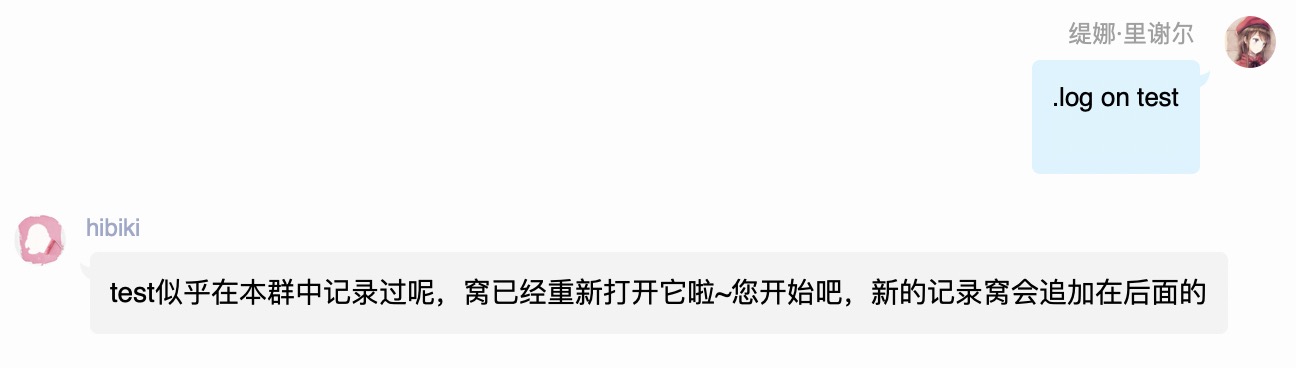 缇娜·里谢尔
.log on test
hibiki
test似乎在本群中记录过呢，窝已经重新打开它啦~您开始吧，新的记录窝会追加在后面的